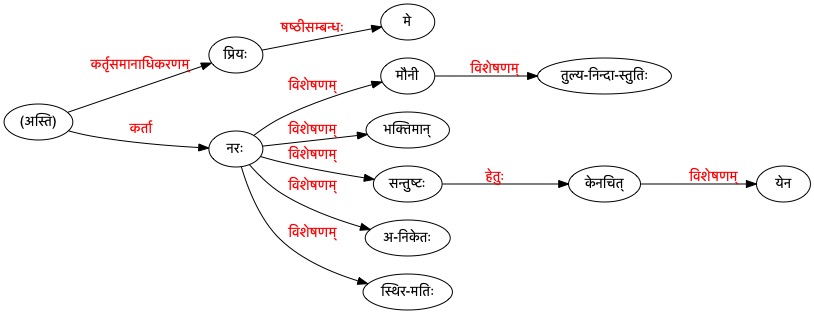 मे
षष्ठीसम्बन्धः
प्रियः
कर्तृसमानाधिकरणम्
मौनी
विशेषणम्
तुल्य-निन्दा-स्तुतिः
विशेषणम्
(अस्ति)
कर्ता
नरः
विशेषणम्
भक्तिमान्
विशेषणम्
सन्तुष्टः
हेतुः
केनचित्
विशेषणम्
येन
विशेषणम्
अ-निकेतः
विशेषणम्
स्थिर-मतिः